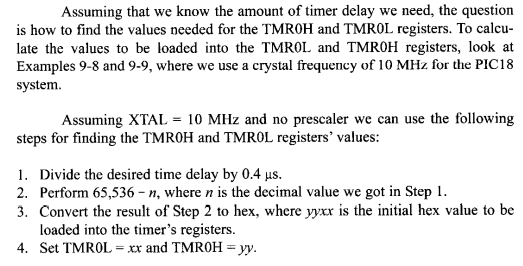 Assuming that we know the amount of timer delay we need, the question
is how to find the values needed for the TMR0H and TMR0L registers. To calcu-
late the values to be loaded into the TMR0L and TMR0H registers, look at
Examples 9-8 and 9-9, where we use a crystal frequency of 10 MHz for the PIC18
system.
Assuming XTAL = 10 MHz and no prescaler we can use the following
steps for finding the TMR0H and TMR0L registers' values:
1. Divide the desired time delay by 0.4 μs.
2. Perform 65,536 – n, where n is the decimal value we got in Step 1.
3. Convert the result of Step 2 to hex, where yyxx is the initial hex value to be
loaded into the timer's registers.
4. Set TMR0L = xx and TMR0H = yy.